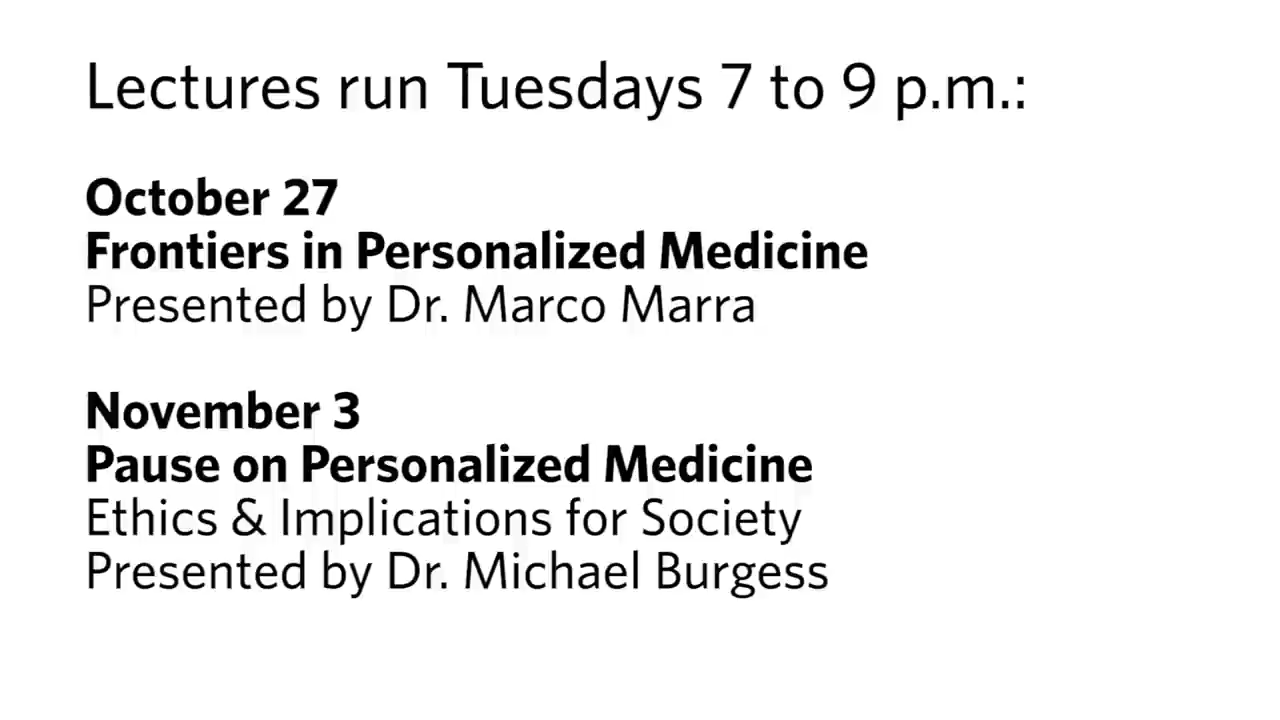 Lectures run Tuesdays 7 to 9 p.m.:
October 27
Frontiers in Personalized Medicine
Presented by Dr. Marco Marra
November 3
Pause on Personalized Medicine
Ethics & Implications for Society
Presented by Dr. Michael Burgess